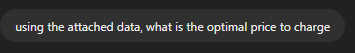 using the attached data, what is the optimal price to charge